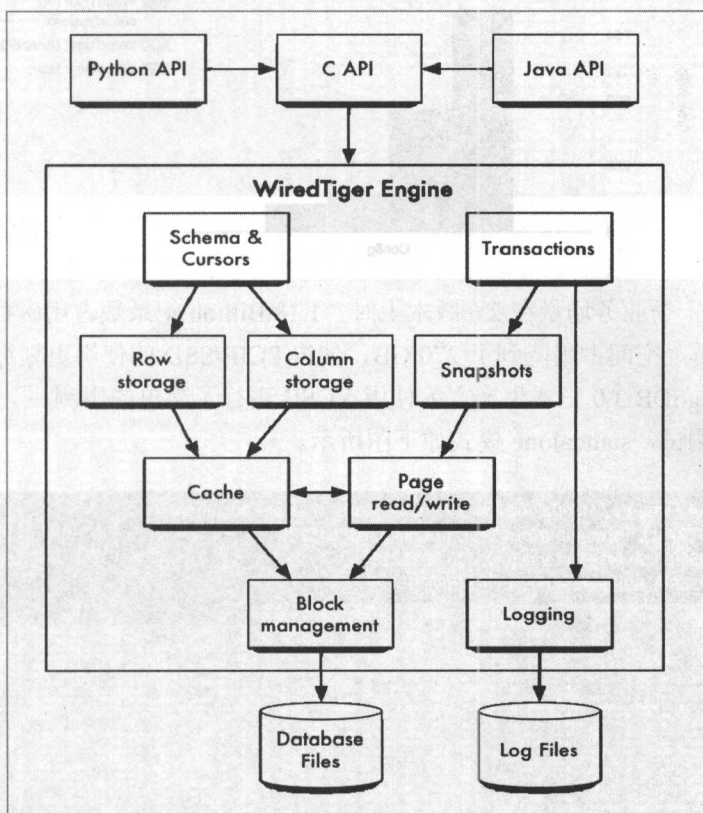 Python API
C API
Java API
WiredTiger Engine
Schema &
Cursors
Transactions
Row
storage
Column
storage
Snapshots
Cache
Page
read/write
Block
management
Logging
Database
Files
Log Files